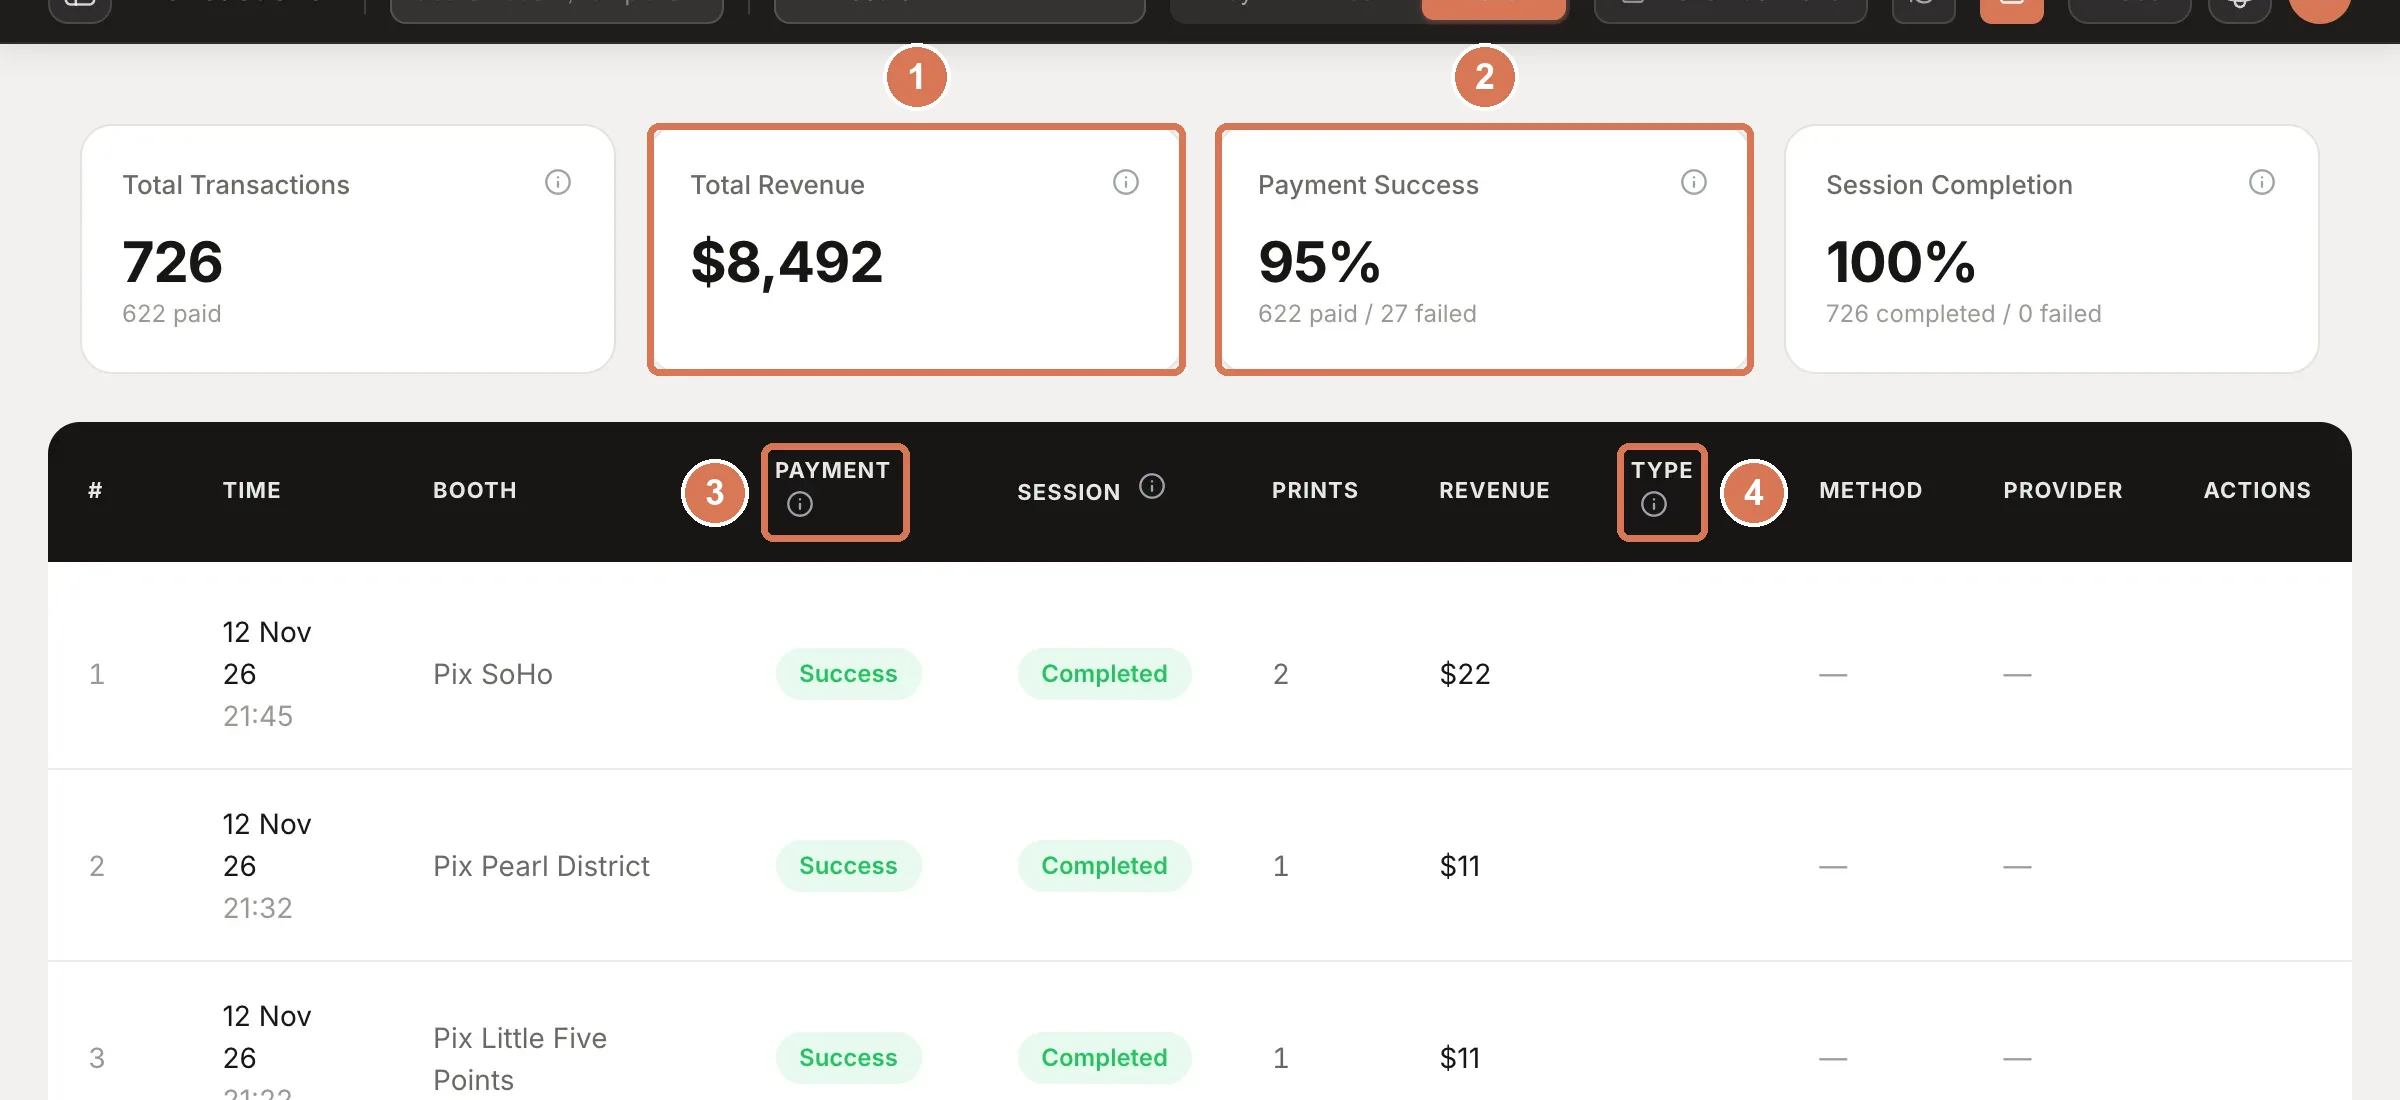 1
2
Total Transactions
726
622 paid
Total Revenue
$8,492
Payment Success
95%
622 paid / 27 failed
Session Completion
100%
726 completed / 0 failed
# TIME BOOTH 3 PAYMENT SESSION PRINTS REVENUE TYPE 4 METHOD PROVIDER ACTIONS
1 12 Nov 26 21:45 Pix SoHo Success Completed 2 $22 — —
2 12 Nov 26 21:32 Pix Pearl District Success Completed 1 $11 — —
3 12 Nov 26 Pix Little Five Points Success Completed 1 $11 — —